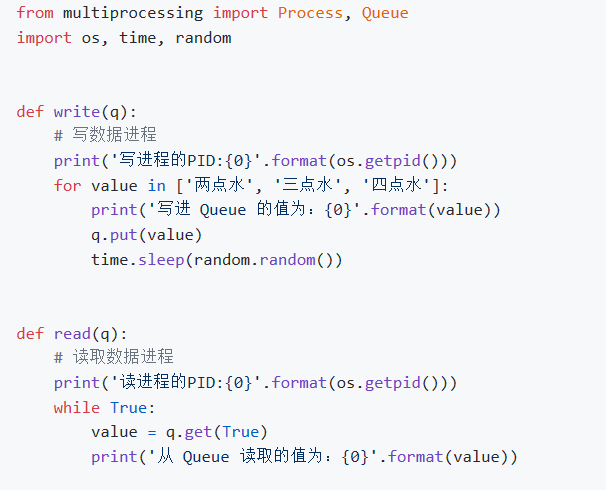 from multiprocessing import Process, Queue
import os, time, random
def write(q):
    # 写数据进程
    print('写进程的PID:{0}'.format(os.getpid()))
    for value in ['两点水', '三点水', '四点水']:
        print('写进 Queue 的值为：{0}'.format(value))
        q.put(value)
        time.sleep(random.random())
def read(q):
    # 读取数据进程
    print('读进程的PID:{0}'.format(os.getpid()))
    while True:
        value = q.get(True)
        print('从 Queue 读取的值为：{0}'.format(value))